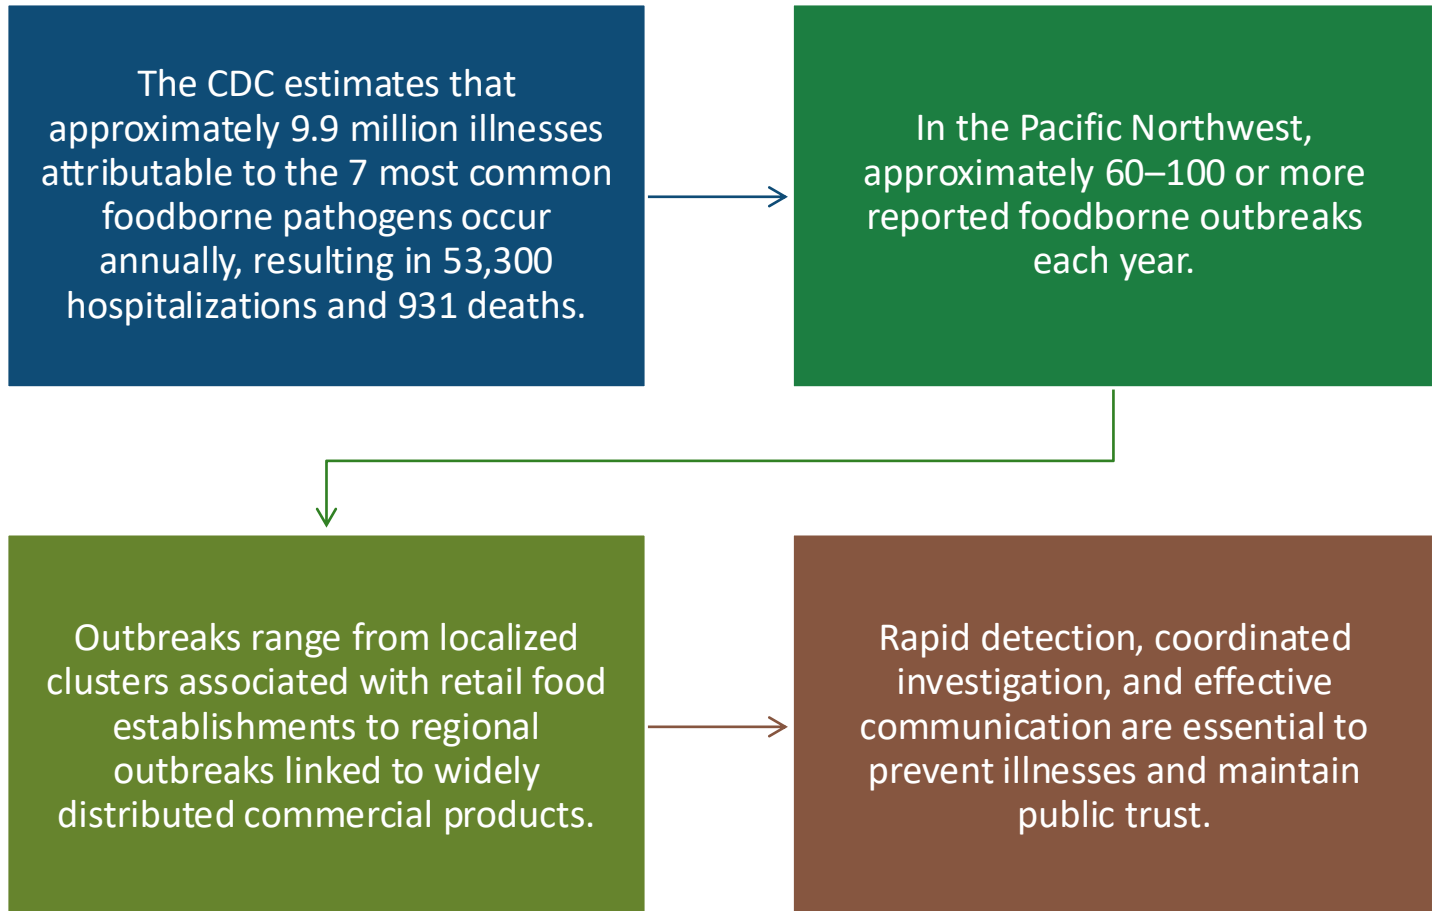 The CDC estimates that
approximately 9.9 million illnesses
attributable to the 7 most common
foodborne pathogens occur
annually, resulting in 53,300
hospitalizations and 931 deaths.
In the Pacific Northwest,
approximately 60–100 or more
reported foodborne outbreaks
each year.
Outbreaks range from localized
clusters associated with retail food
establishments to regional
outbreaks linked to widely
distributed commercial products.
Rapid detection, coordinated
investigation, and effective
communication are essential to
prevent illnesses and maintain
public trust.